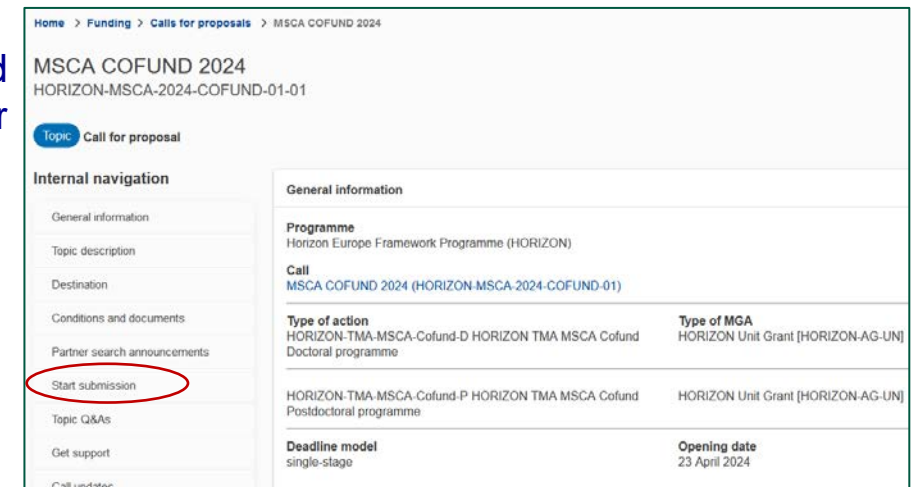 Home > Funding > Calls for proposals > MSCA COFUND 2024
MSCA COFUND 2024
HORIZON-MSCA-2024-COFUND-01-01
Topic Call for proposal
Internal navigation
General information
Topic description
Destination
Conditions and documents
Partner search announcements
Start submission
Topic Q&As
Get support
Call updates
General information
Programme
Horizon Europe Framework Programme (HORIZON)
Call
MSCA COFUND 2024 (HORIZON-MSCA-2024-COFUND-01)
Type of action Type of MGA
HORIZON-TMA-MSCA-Cofund-D HORIZON TMA MSCA Cofund HORIZON Unit Grant [HORIZON-AG-UN]
Doctoral programme
HORIZON-TMA-MSCA-Cofund-P HORIZON TMA MSCA Cofund HORIZON Unit Grant [HORIZON-AG-UN]
Postdoctoral programme
Deadline model Opening date
single-stage 23 April 2024